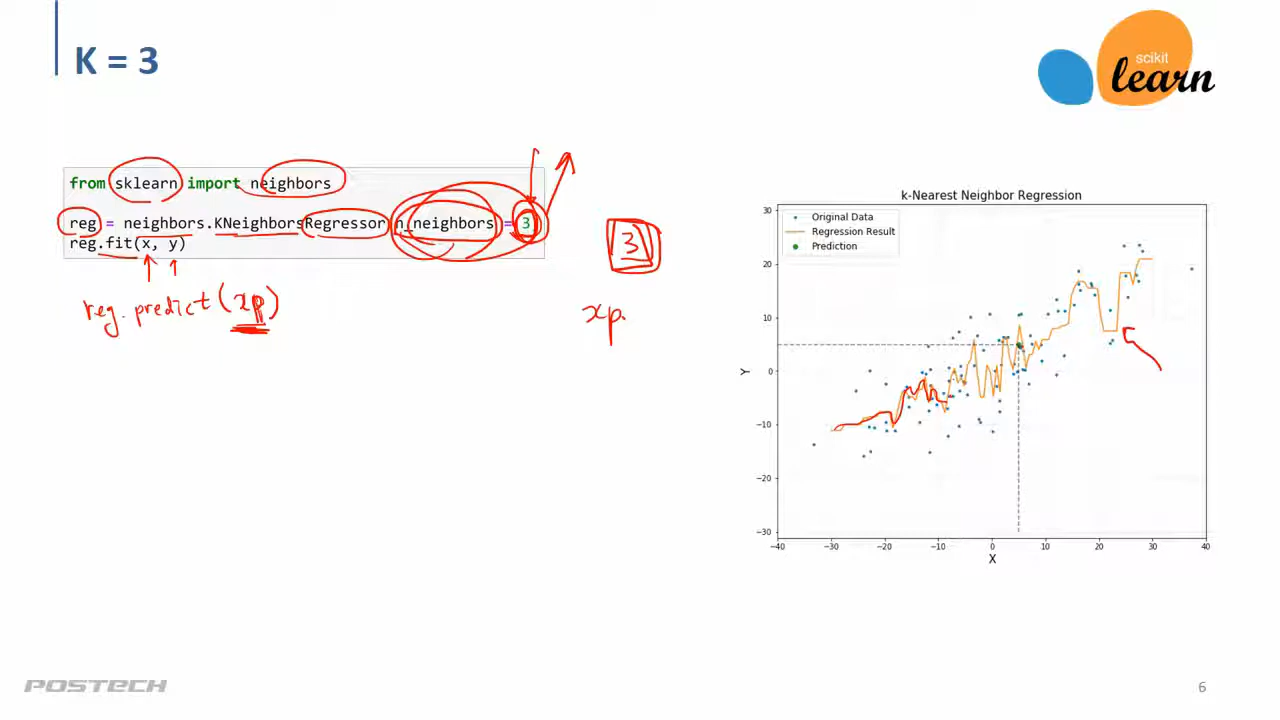 K = 3
scikit
learn
from sklearn import neighbors
reg = neighbors.KNeighborsRegressor(n_neighbors = 3)
reg.fit(x, y)
reg.predict(xp)
3
xp.
k-Nearest Neighbor Regression
Original Data
Regression Result
Prediction
30
20
10
0
−10
−20
−30
Y
−40
−30
−20
−10
0
10
20
30
40
X
POSTECH
6